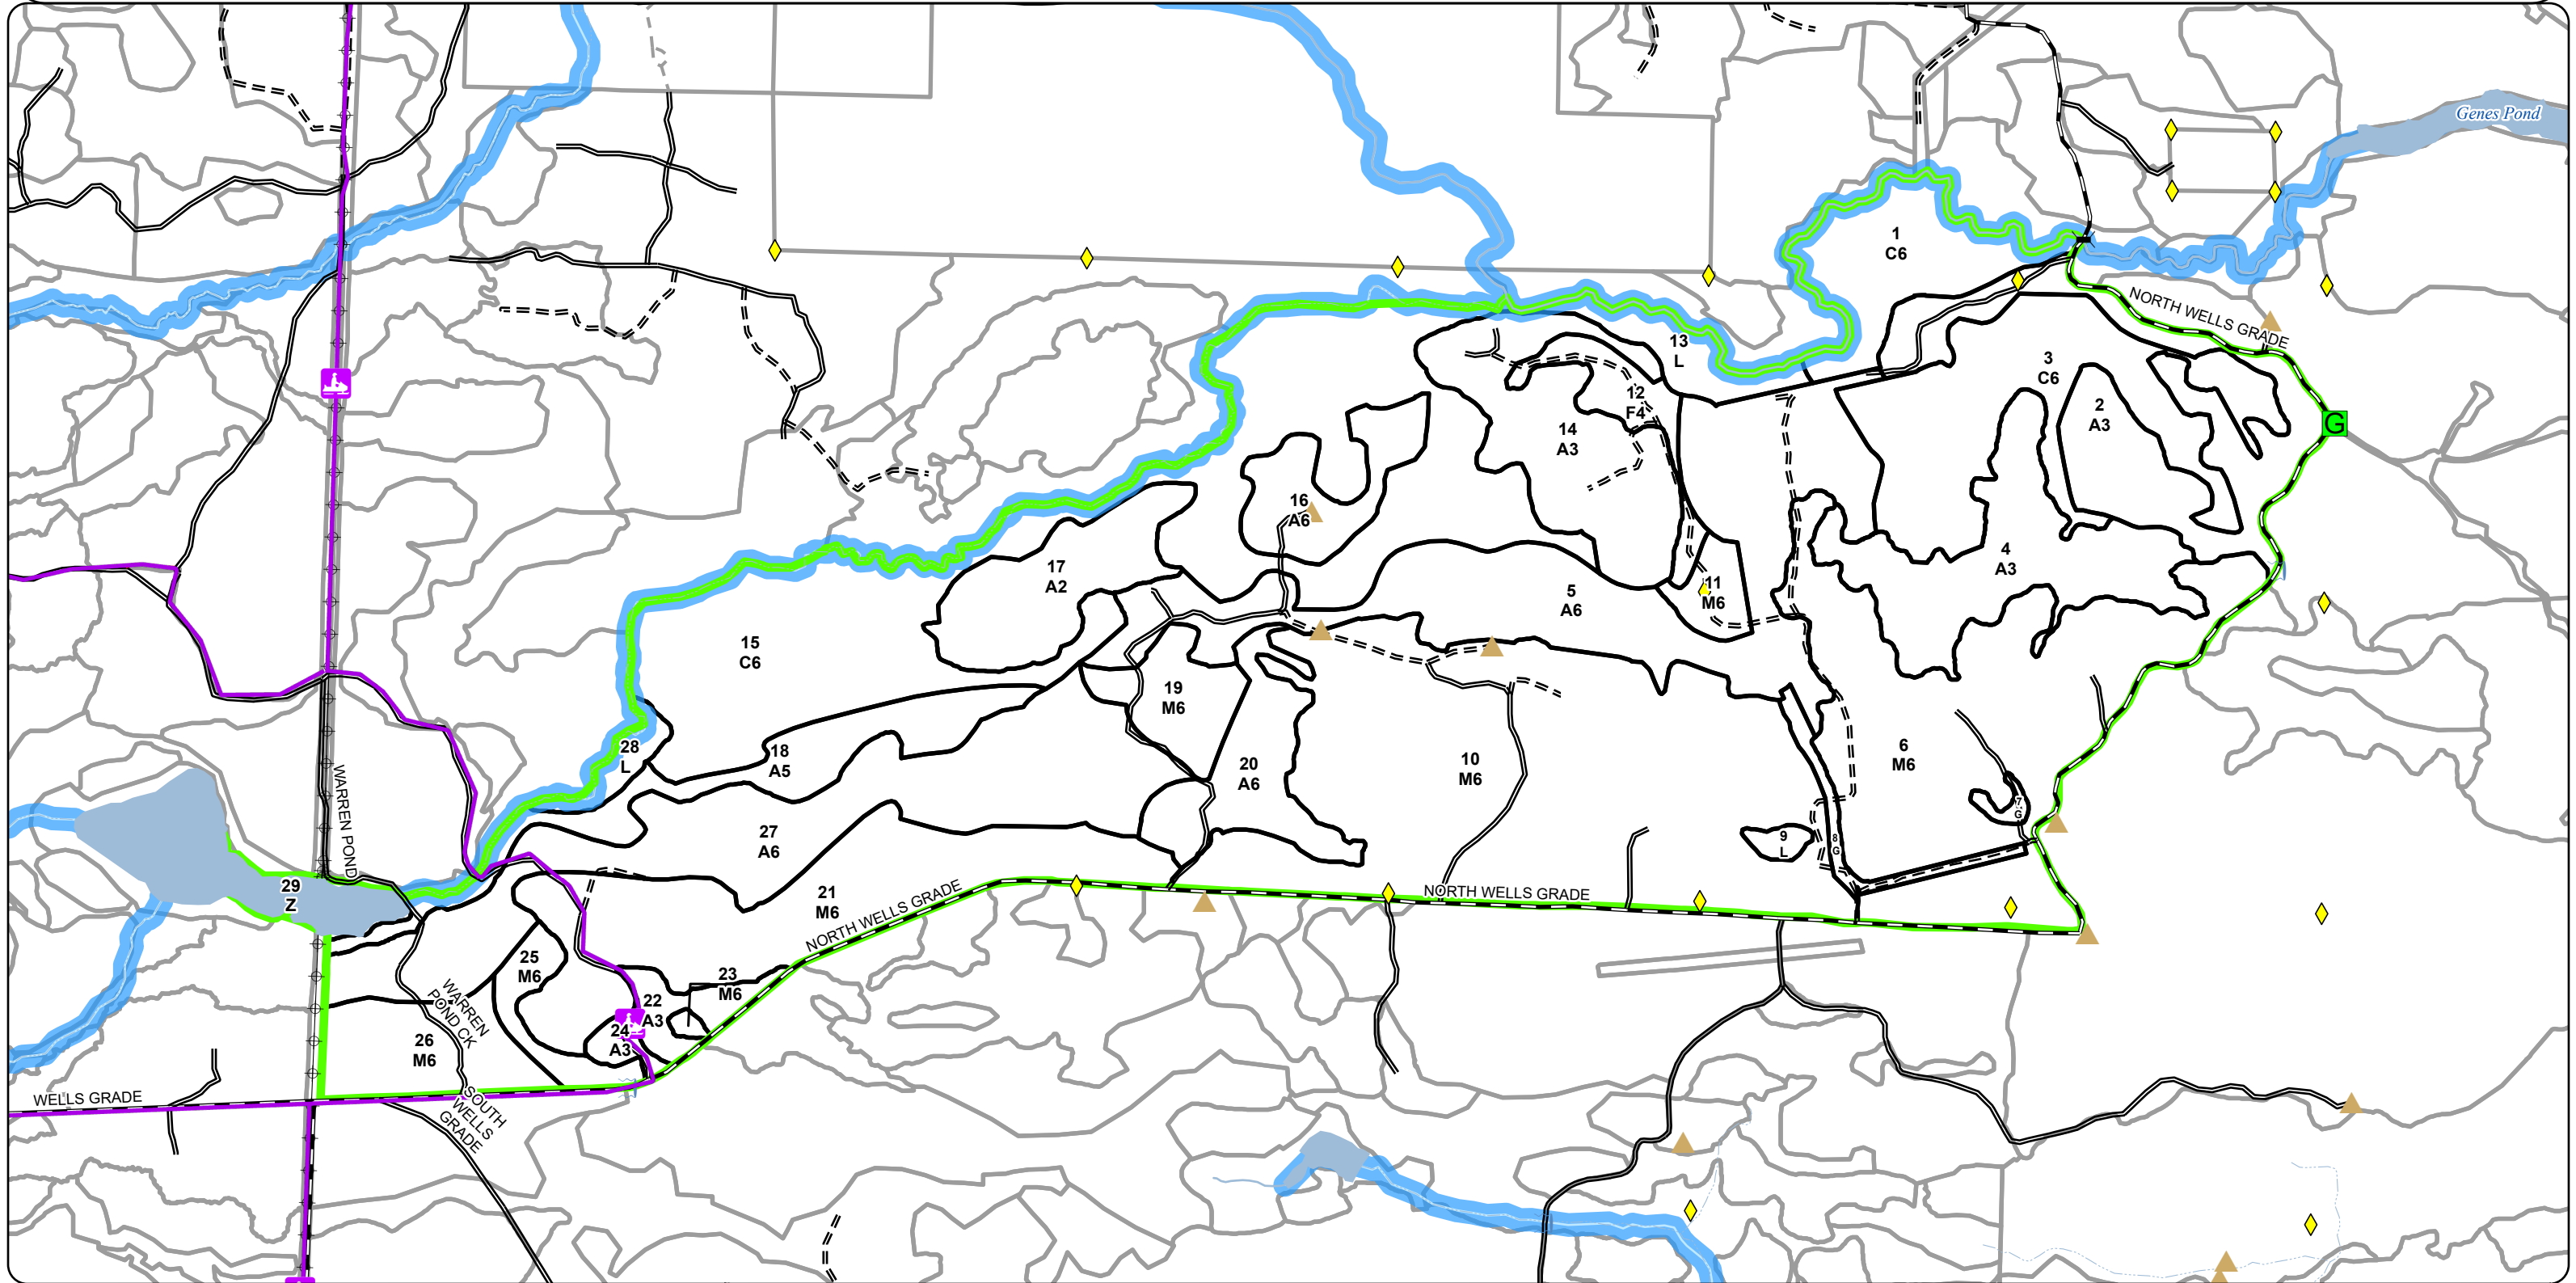 Genes Pond
1
C6
NORTH WELLS GRADE
13
L
3
C6
12
F4
2
A3
G
14
A3
16
A6
17
A2
4
A3
5
A6
11
M6
15
C6
19
M6
28
L
18
A5
20
A6
10
M6
6
M6
7
G
WARREN POND
27
A6
9
L
8
G
29
Z
21
M6
NORTH WELLS GRADE
NORTH WELLS GRADE
25
M6
23
M6
WARREN
POND CK
22
A3
24
A3
26
M6
WELLS GRADE
SOUTH
WELLS
GRADE